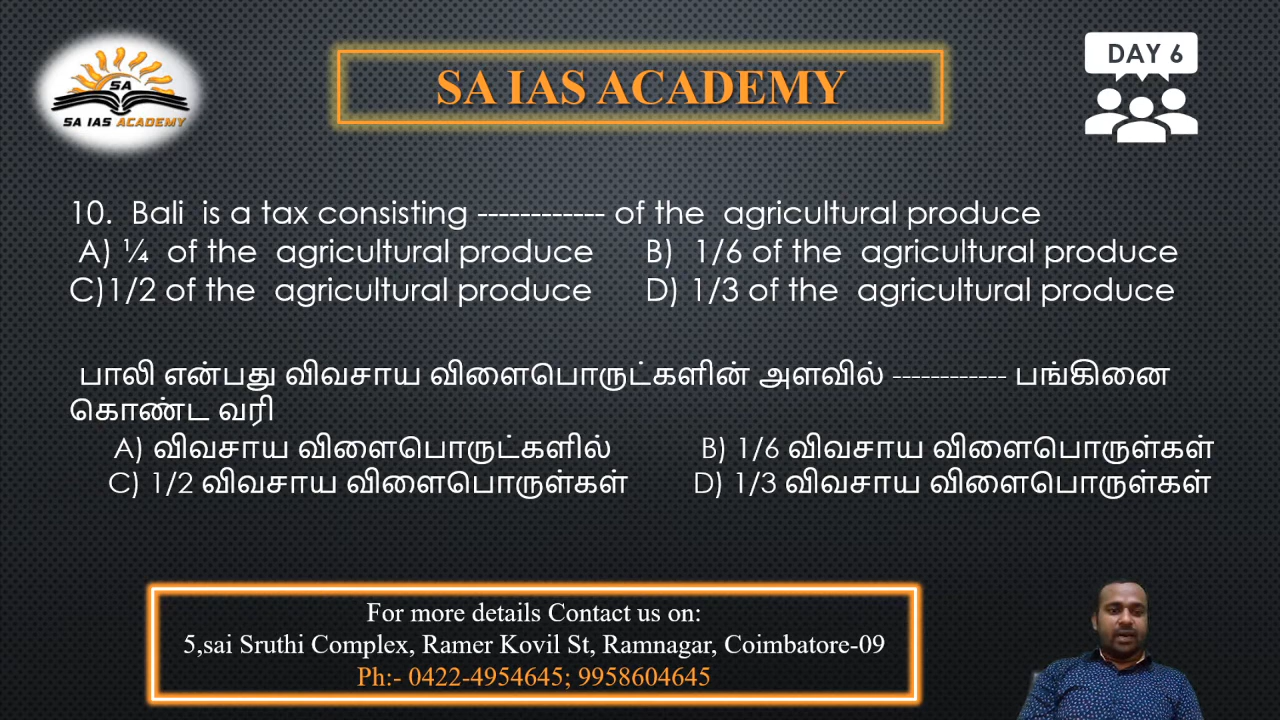 SA
SA IAS ACADEMY
SA IAS ACADEMY
DAY 6
10. Bali is a tax consisting ------------ of the agricultural produce
A) ¼ of the agricultural produce B) 1/6 of the agricultural produce
C)1/2 of the agricultural produce D) 1/3 of the agricultural produce
பாலி என்பது விவசாய விளைபொருட்களின் அளவில் ------------ பங்கினை
கொண்ட வரி
A) விவசாய விளைபொருட்களில் B) 1/6 விவசாய விளைபொருள்கள்
C) 1/2 விவசாய விளைபொருள்கள் D) 1/3 விவசாய விளைபொருள்கள்
For more details Contact us on:
5,sai Sruthi Complex, Ramer Kovil St, Ramnagar, Coimbatore-09
Ph:- 0422-4954645; 9958604645